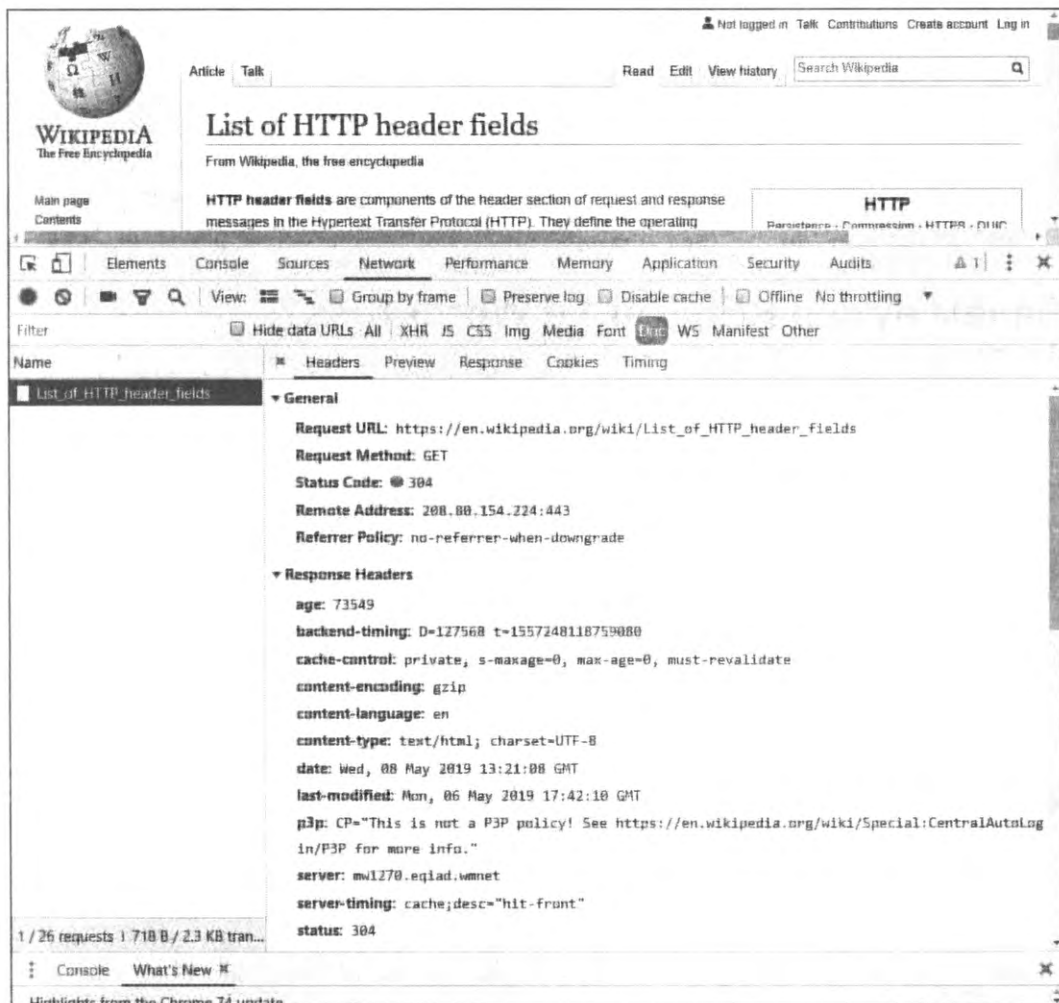 Not logged in Talk Contributions Create account Log in
Article Talk
Read Edit View history Search Wikipedia
WIKIPEDIA
The Free Encyclopedia
List of HTTP header fields
From Wikipedia, the free encyclopedia
Main page
Contents
HTTP header fields are components of the header section of request and response
messages in the Hypertext Transfer Protocol (HTTP). They define the operating
HTTP
Persistence · Compression · HTTPS · QUIC
Elements Console Sources Network Performance Memory Application Security Audits 1
View: Group by frame Preserve log Disable cache Offline No throttling
Filter Hide data URLs All XHR JS CSS Img Media Font Doc WS Manifest Other
Name Headers Preview Response Cookies Timing
List_of_HTTP_header_fields
General
Request URL: https://en.wikipedia.org/wiki/List_of_HTTP_header_fields
Request Method: GET
Status Code: 304
Remote Address: 208.80.154.224:443
Referrer Policy: no-referrer-when-downgrade
Response Headers
age: 73549
backend-timing: D=127568 t=1557248118759080
cache-control: private, s-maxage=0, max-age=0, must-revalidate
content-encoding: gzip
content-language: en
content-type: text/html; charset=UTF-8
date: Wed, 08 May 2019 13:21:08 GMT
last-modified: Mon, 06 May 2019 17:42:10 GMT
p3p: CP="This is not a P3P policy! See https://en.wikipedia.org/wiki/Special:CentralAutoLog
in/P3P for more info."
server: mw1270.eqiad.wmnet
server-timing: cache;desc="hit-front"
status: 304
1 / 26 requests 718 B / 2.3 KB tran...
Console What's New
Highlights from the Chrome 74 update